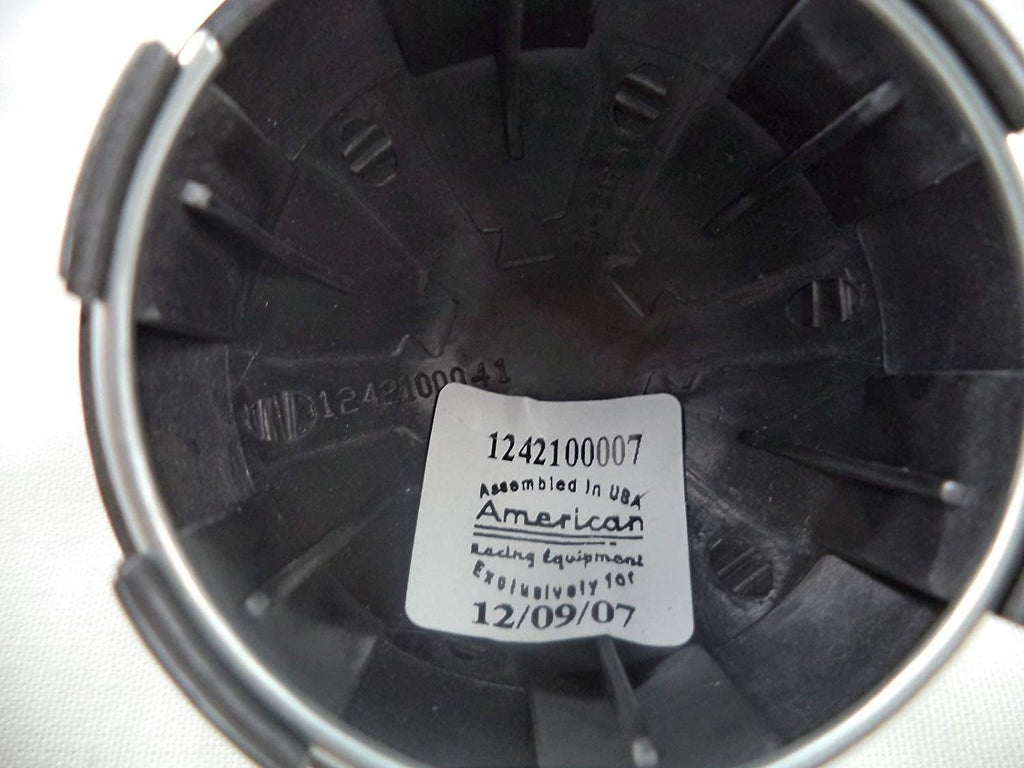 1242100041
1242100007
Assembled in USA
American
Racing Equipment
Exclusively for
12/09/07